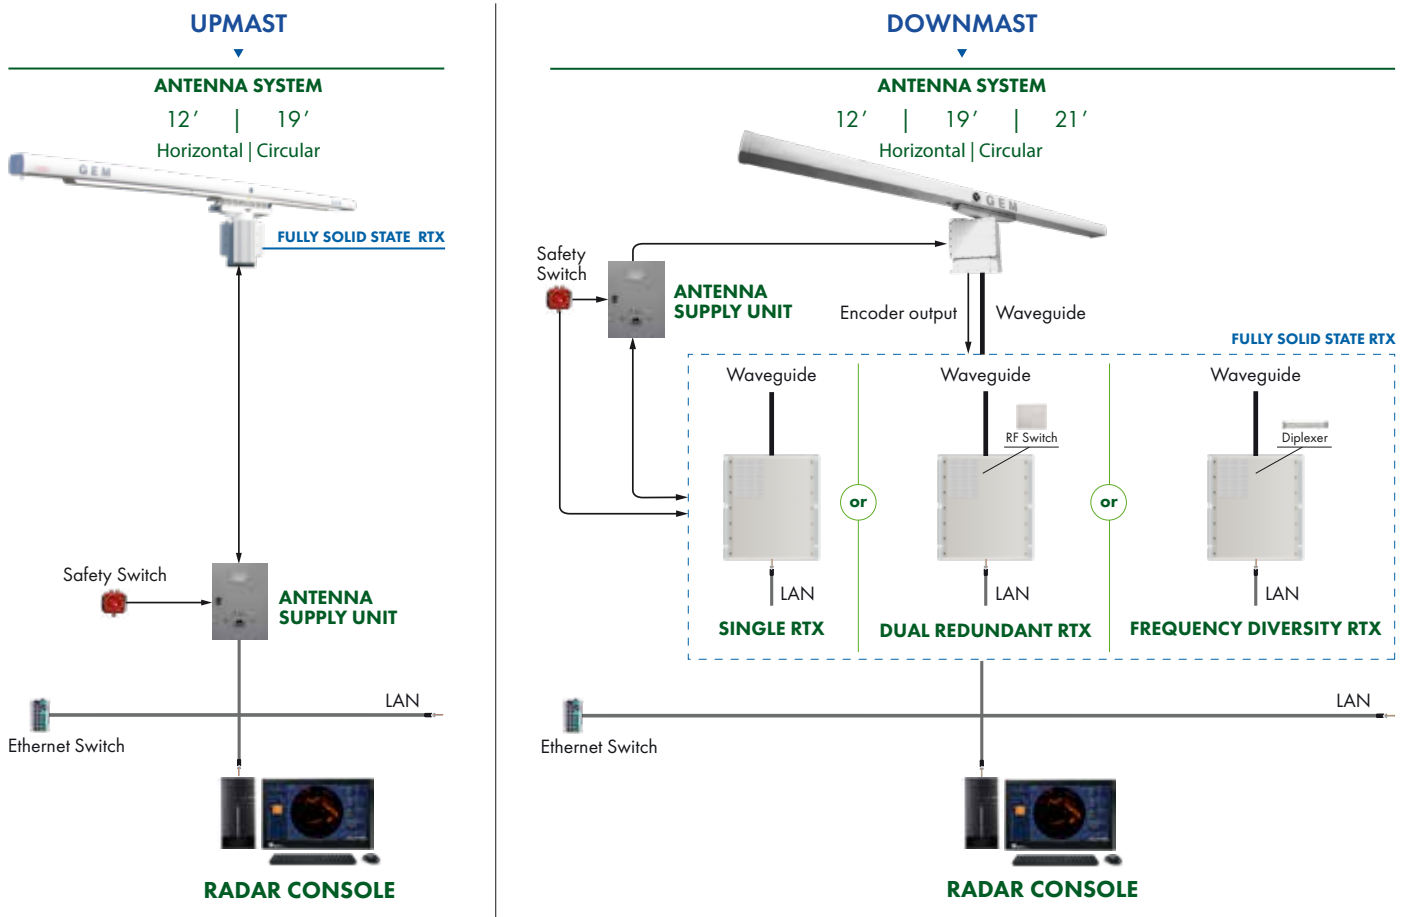 UPMAST
ANTENNA SYSTEM
12’ | 19’
Horizontal | Circular
GEM
FULLY SOLID STATE RTX
Safety Switch
ANTENNA
SUPPLY UNIT
LAN
Ethernet Switch
RADAR CONSOLE
DOWNMAST
ANTENNA SYSTEM
12’ | 19’ | 21’
Horizontal | Circular
GEM
Safety
Switch
ANTENNA
SUPPLY UNIT
Encoder output
Waveguide
FULLY SOLID STATE RTX
Waveguide
Waveguide
Waveguide
RF Switch
Diplexer
or
or
LAN
LAN
LAN
SINGLE RTX
DUAL REDUNDANT RTX
FREQUENCY DIVERSITY RTX
LAN
Ethernet Switch
RADAR CONSOLE